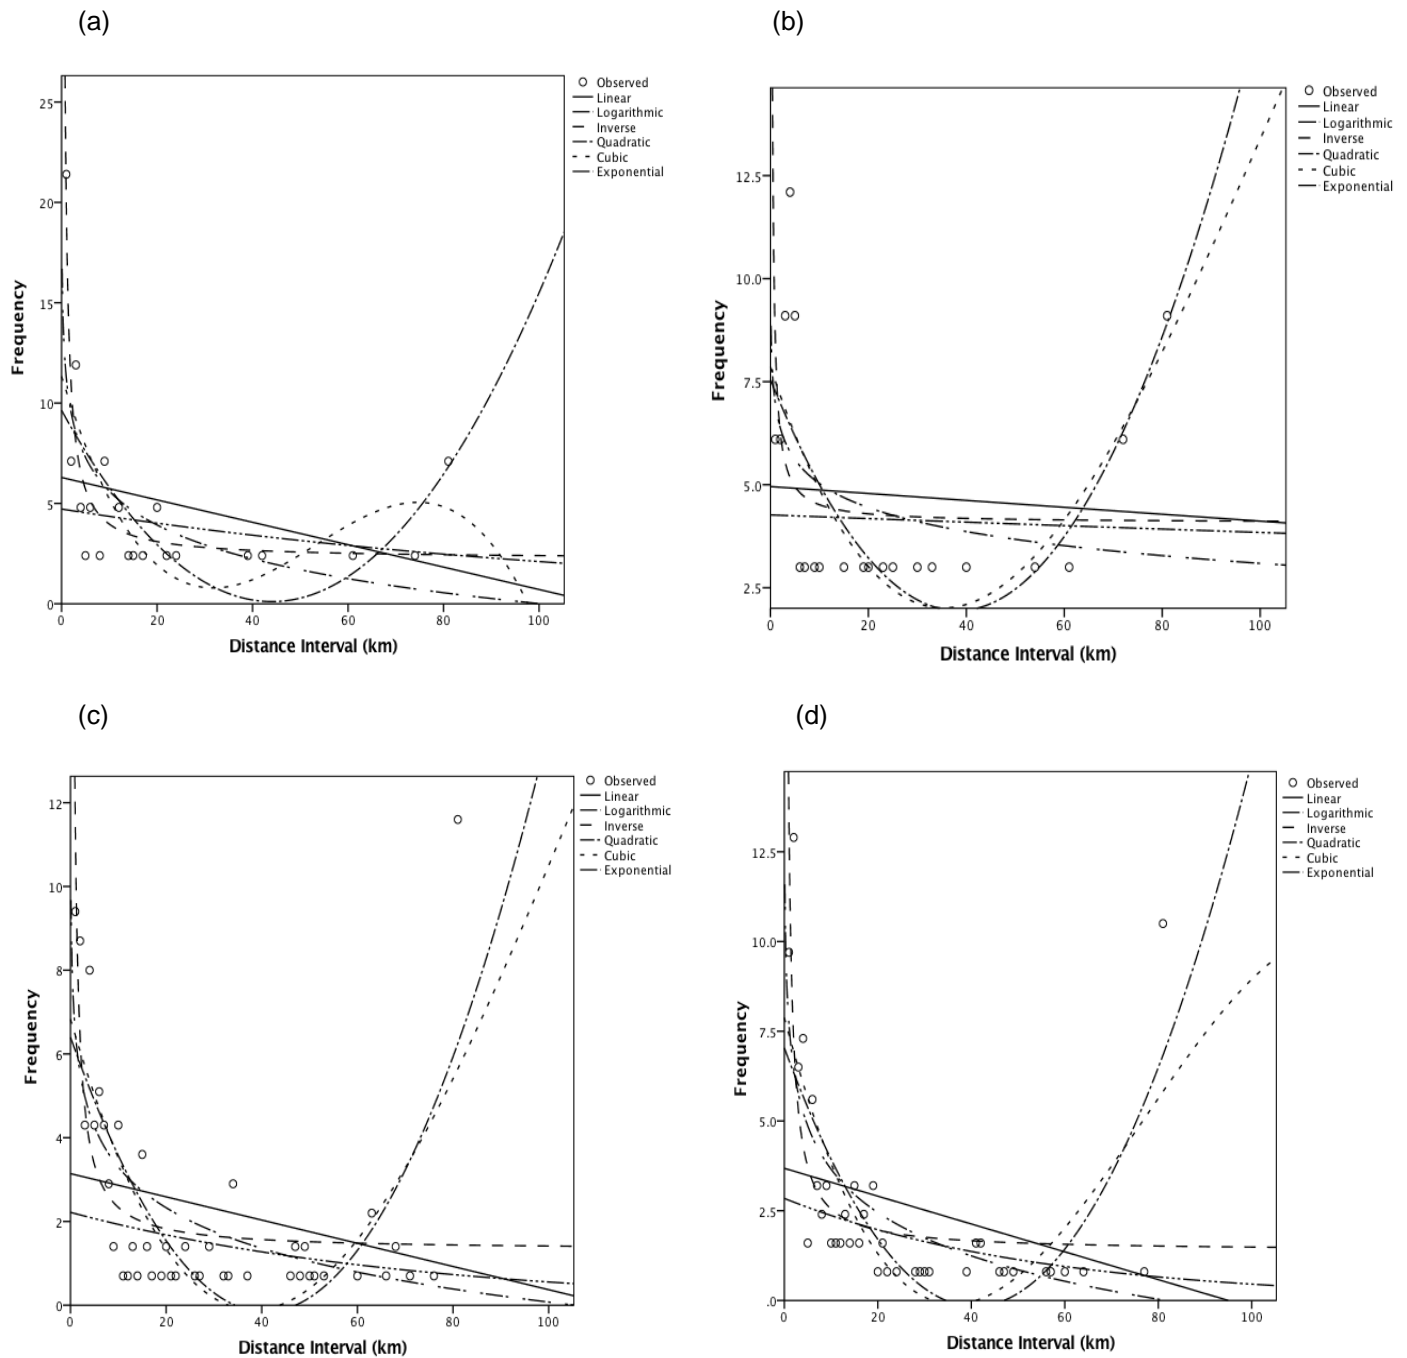 (a)
25
20
15
10
5
0
0 20 40 60 80 100
Frequency
Distance Interval (km)
Observed
Linear
Logarithmic
Inverse
Quadratic
Cubic
Exponential
(b)
12.5
10.0
7.5
5.0
2.5
0 20 40 60 80 100
Frequency
Distance Interval (km)
Observed
Linear
Logarithmic
Inverse
Quadratic
Cubic
Exponential
(c)
12
10
8
6
4
2
0
0 20 40 60 80 100
Frequency
Distance Interval (km)
Observed
Linear
Logarithmic
Inverse
Quadratic
Cubic
Exponential
(d)
12.5
10.0
7.5
5.0
2.5
.0
0 20 40 60 80 100
Frequency
Distance Interval (km)
Observed
Linear
Logarithmic
Inverse
Quadratic
Cubic
Exponential